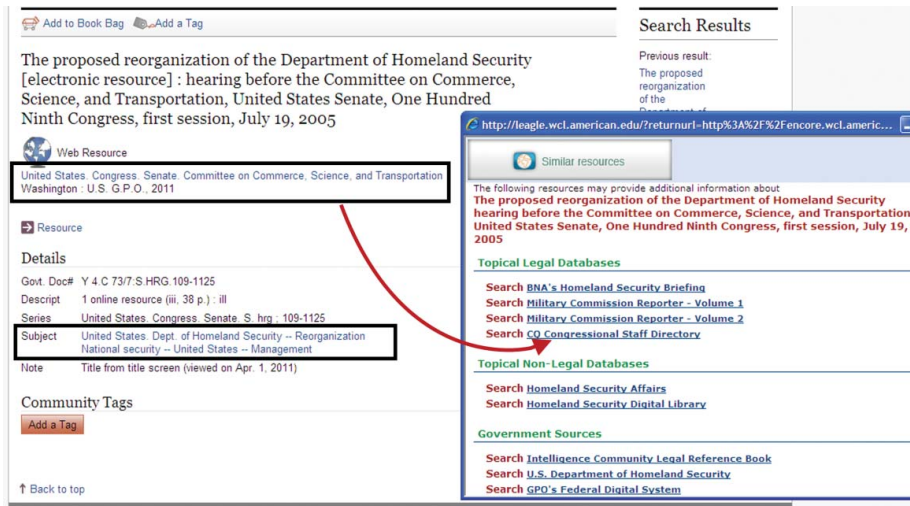 Add to Book Bag Add a Tag
The proposed reorganization of the Department of Homeland Security
[electronic resource] : hearing before the Committee on Commerce,
Science, and Transportation, United States Senate, One Hundred
Ninth Congress, first session, July 19, 2005
Web Resource
United States. Congress. Senate. Committee on Commerce, Science, and Transportation
Washington : U.S. G.P.O., 2011
Resource
Details
Govt. Doc# Y 4.C 73/7:S.HRG.109-1125
Descript 1 online resource (iii, 38 p.) : ill
Series United States. Congress. Senate. S. hrg ; 109-1125
Subject United States. Dept. of Homeland Security -- Reorganization
National security -- United States -- Management
Note Title from title screen (viewed on Apr. 1, 2011)
Community Tags
Add a Tag
Back to top
Search Results
Previous result:
The proposed
reorganization
of the
Department of
http://leagle.wcl.american.edu/?returnurl=http%3A%2F%2Fencore.wcl.americ...
Similar resources
The following resources may provide additional information about
The proposed reorganization of the Department of Homeland Security
hearing before the Committee on Commerce, Science, and Transportation
United States Senate, One Hundred Ninth Congress, first session, July 19,
2005
Topical Legal Databases
Search BNA's Homeland Security Briefing
Search Military Commission Reporter - Volume 1
Search Military Commission Reporter - Volume 2
Search CQ Congressional Staff Directory
Topical Non-Legal Databases
Search Homeland Security Affairs
Search Homeland Security Digital Library
Government Sources
Search Intelligence Community Legal Reference Book
Search U.S. Department of Homeland Security
Search GPO's Federal Digital System